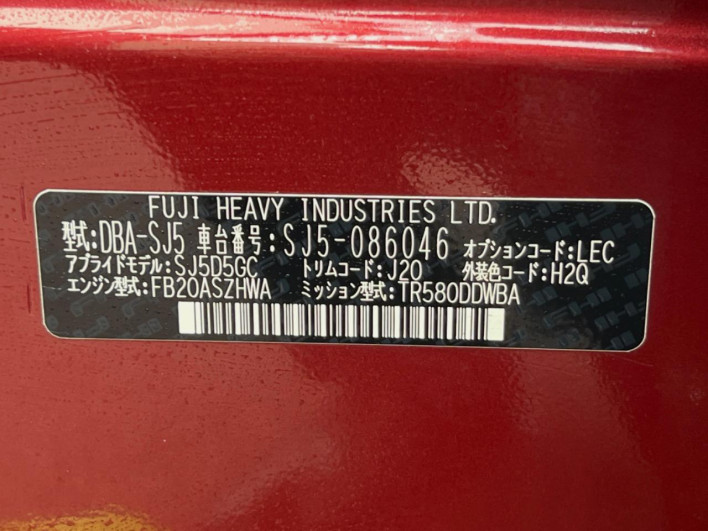 FUJI HEAVY INDUSTRIES LTD.
型式:DBA-SJ5 車台番号:SJ5-086046 オプションコード:LEC
アプライドモデル:SJ5D5GC トリムコード:J20 外装色コード:H2Q
エンジン型式:FB20ASZHWA ミッション型式:TR580DDWBA